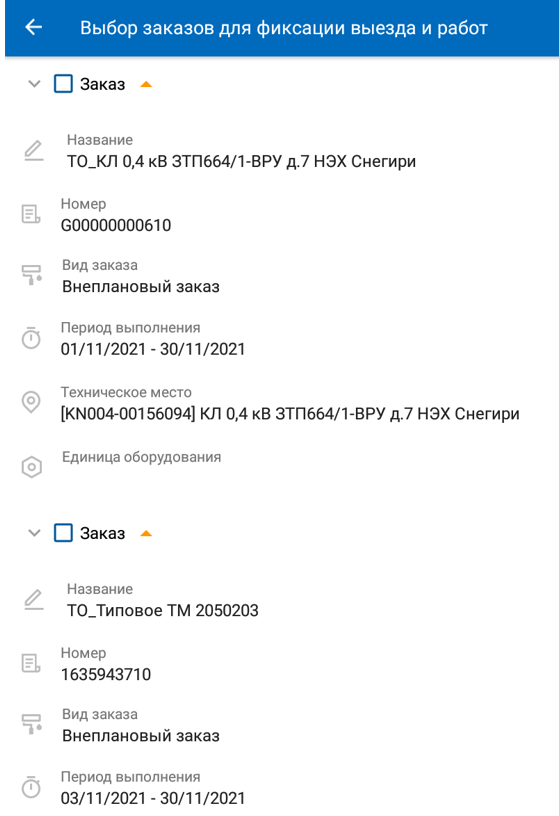 Выбор заказов для фиксации выезда и работ
Заказ
Название
ТО_КЛ 0,4 кВ ЗТП664/1-ВРУ д.7 НЭХ Снегири
Номер
G00000000610
Вид заказа
Внеплановый заказ
Период выполнения
01/11/2021 - 30/11/2021
Техническое место
[KN004-00156094] КЛ 0,4 кВ ЗТП664/1-ВРУ д.7 НЭХ Снегири
Единица оборудования
Заказ
Название
ТО_Типовое ТМ 2050203
Номер
1635943710
Вид заказа
Внеплановый заказ
Период выполнения
03/11/2021 - 30/11/2021